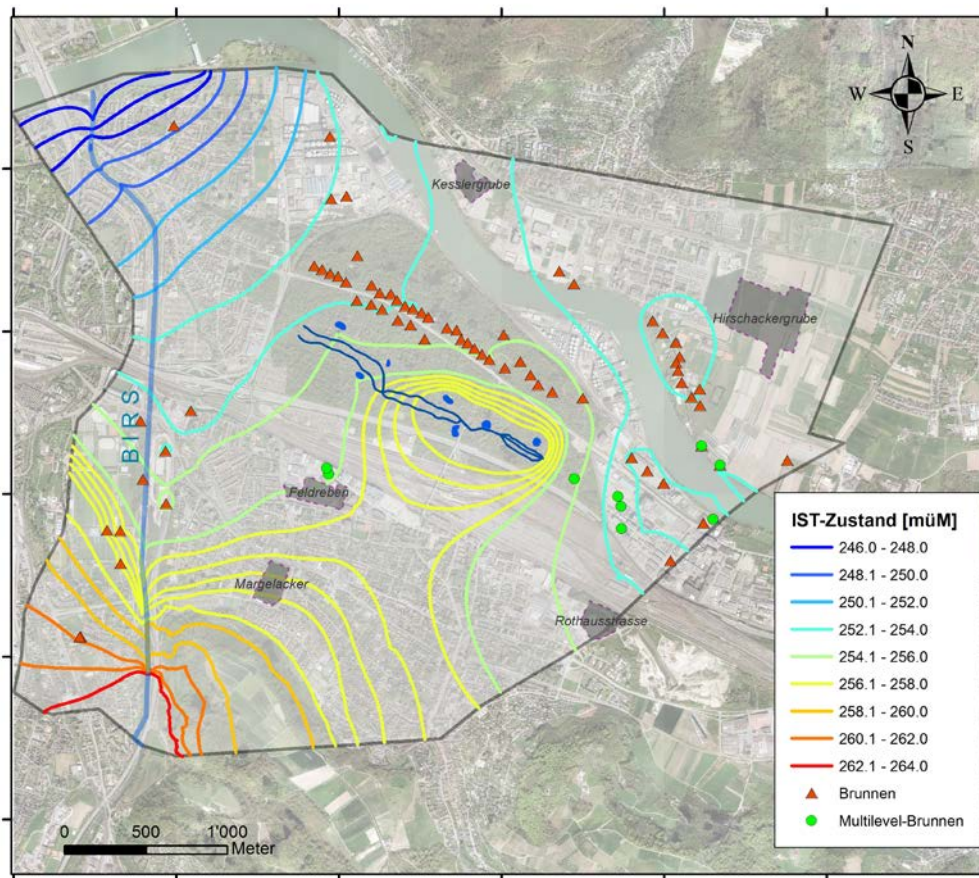 N
W
E
S
Kesslergrube
Hirschackergrube
BIRS
Feldreben
Margelacker
Rothausstrasse
IST-Zustand [müM]
246.0 - 248.0
248.1 - 250.0
250.1 - 252.0
252.1 - 254.0
254.1 - 256.0
256.1 - 258.0
258.1 - 260.0
260.1 - 262.0
262.1 - 264.0
Brunnen
Multilevel-Brunnen
0 500 1'000
Meter